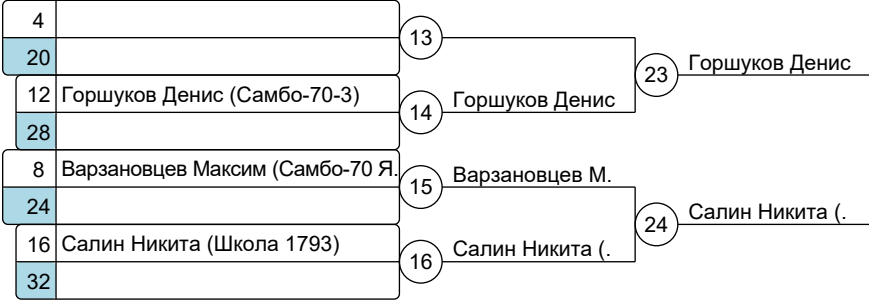 4
20
13
23
Горшуков Денис
12 Горшуков Денис (Самбо-70-3)
28
14
Горшуков Денис
8 Варзановцев Максим (Самбо-70 Я.
24
15
Варзановцев М.
24
Салин Никита (.
16 Салин Никита (Школа 1793)
32
16
Салин Никита (.